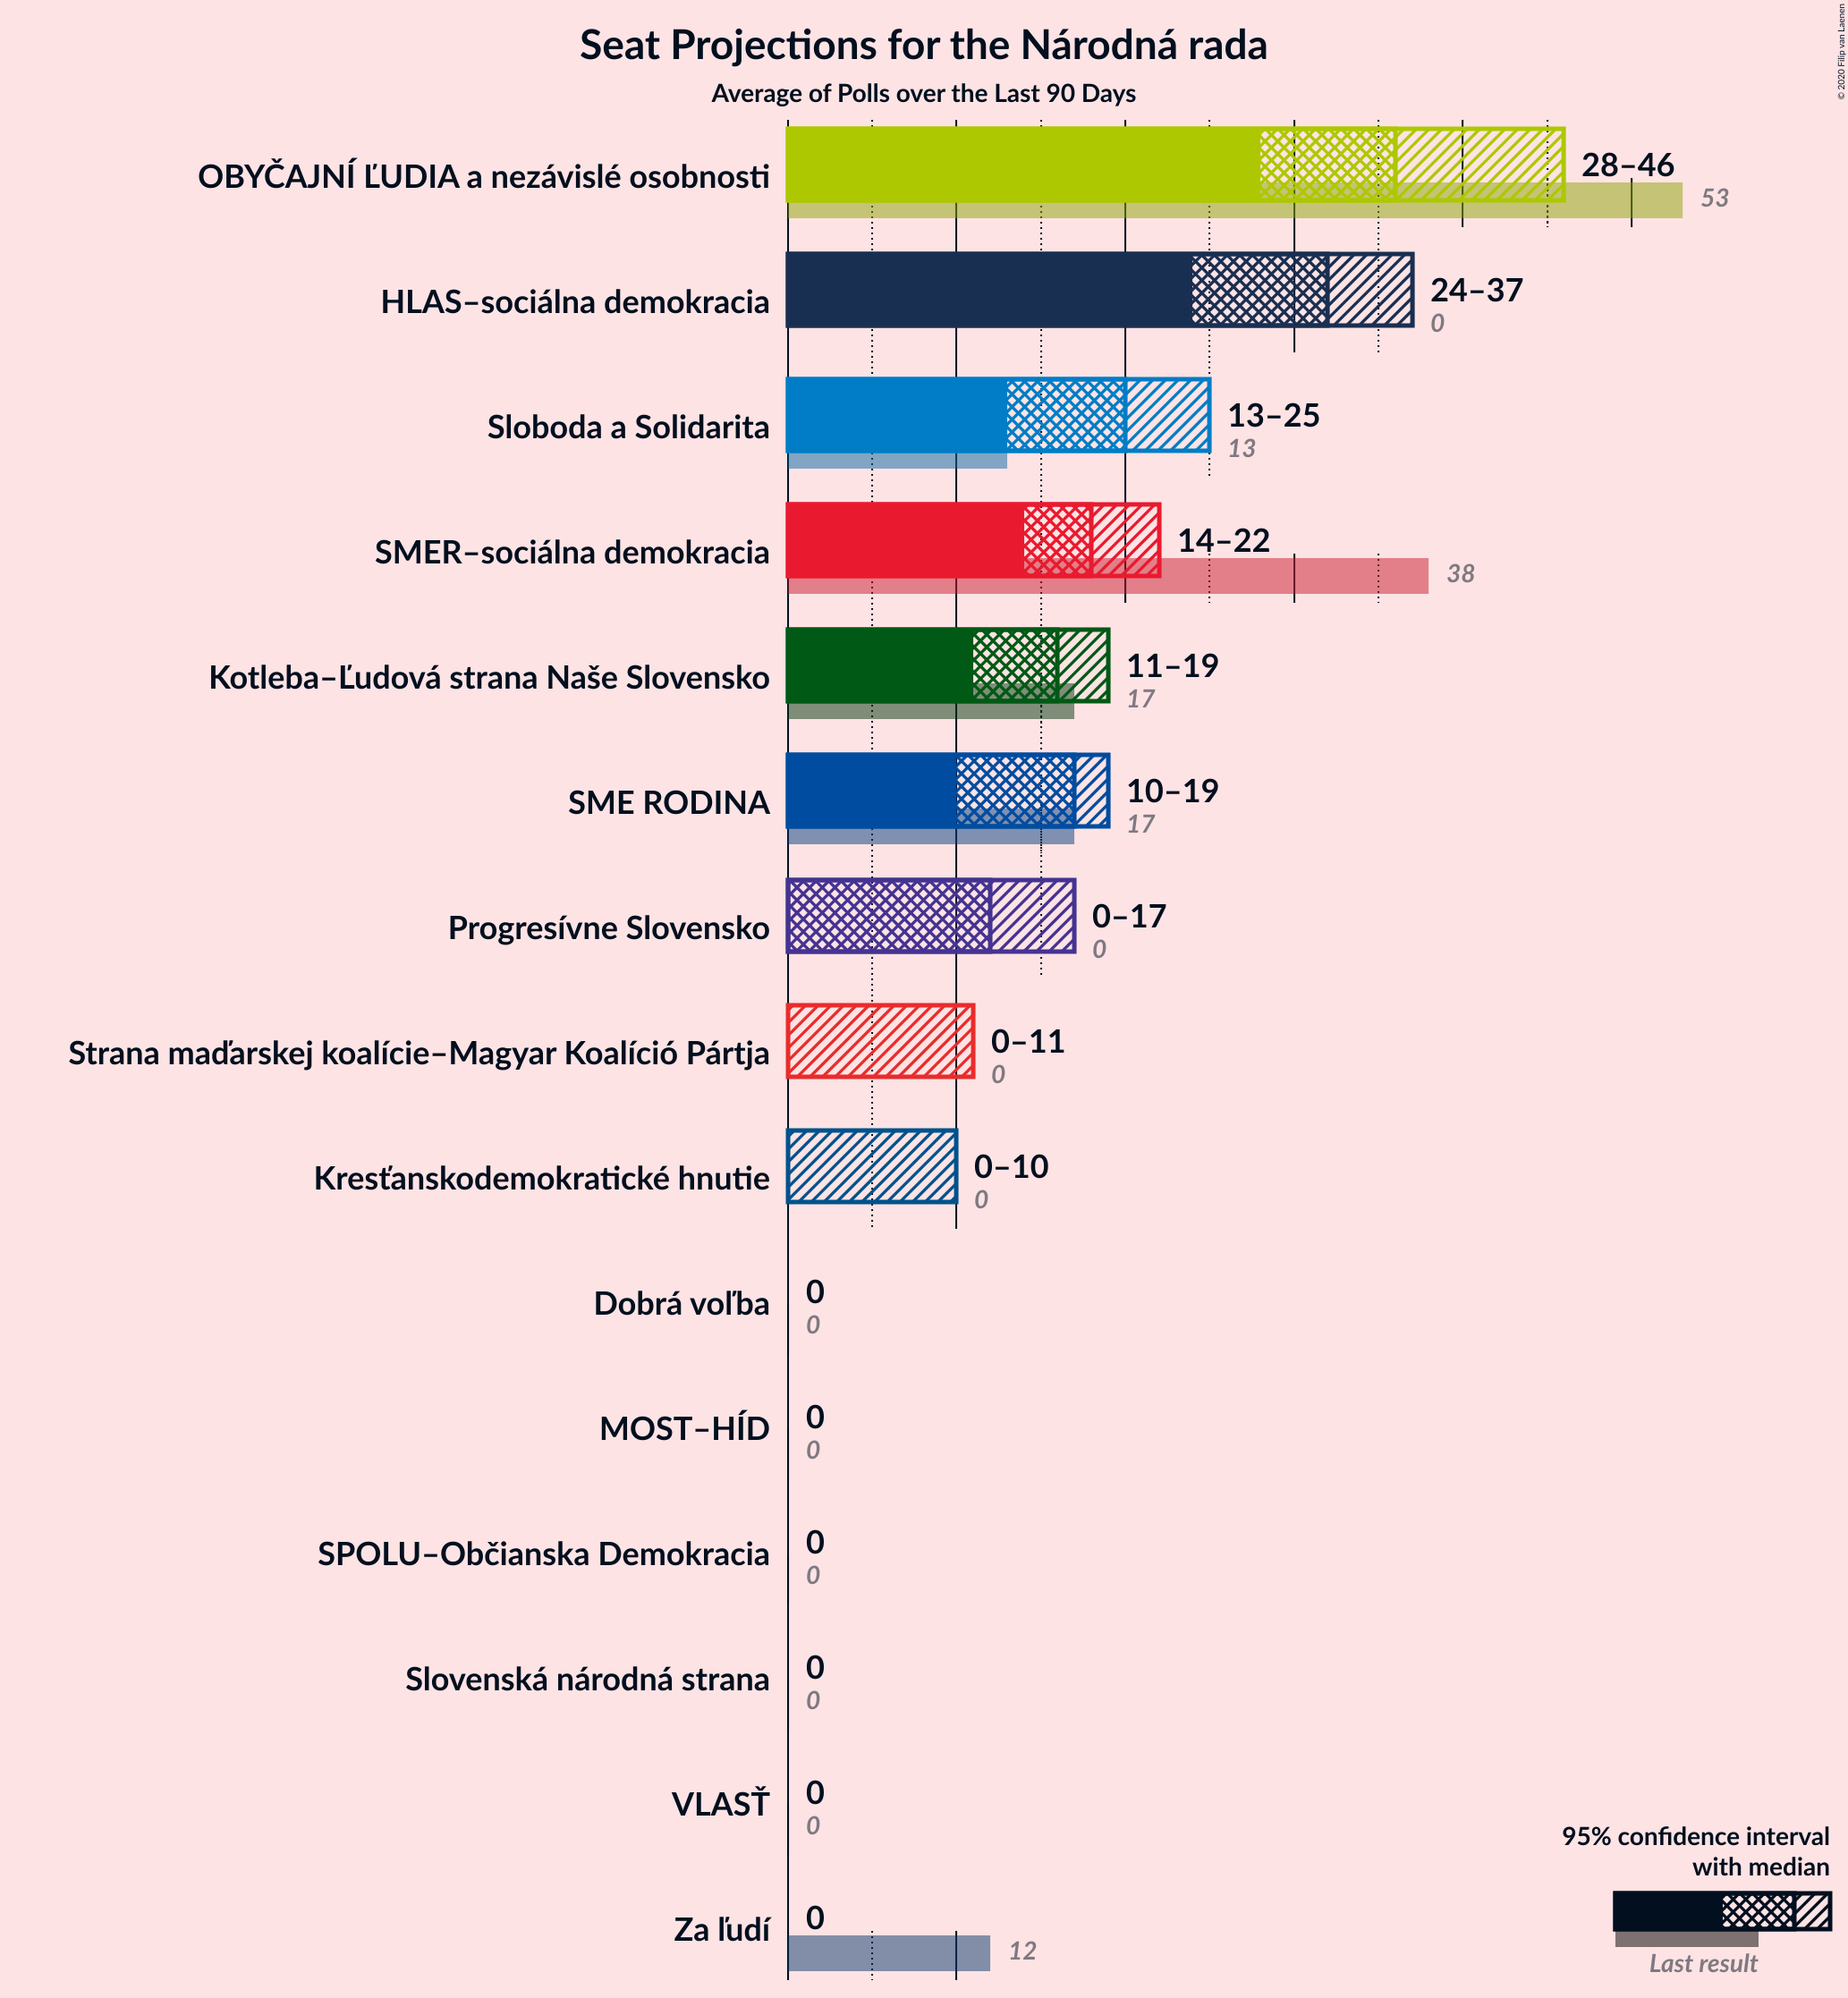 Seat Projections for the Národná rada
Average of Polls over the Last 90 Days
© 2020 Filip van Laenen
OBYČAJNÍ ĽUDIA a nezávislé osobnosti
28–46
53
HLAS–sociálna demokracia
24–37
0
Sloboda a Solidarita
13–25
13
SMER–sociálna demokracia
14–22
38
Kotleba–Ľudová strana Naše Slovensko
11–19
17
SME RODINA
10–19
17
Progresívne Slovensko
0–17
0
Strana maďarskej koalície–Magyar Koalíció Pártja
0–11
0
Kresťanskodemokratické hnutie
0–10
0
Dobrá voľba
0
0
MOST–HÍD
0
0
SPOLU–Občianska Demokracia
0
0
Slovenská národná strana
0
0
VLASŤ
0
0
Za ľudí
0
12
95% confidence interval
with median
Last result